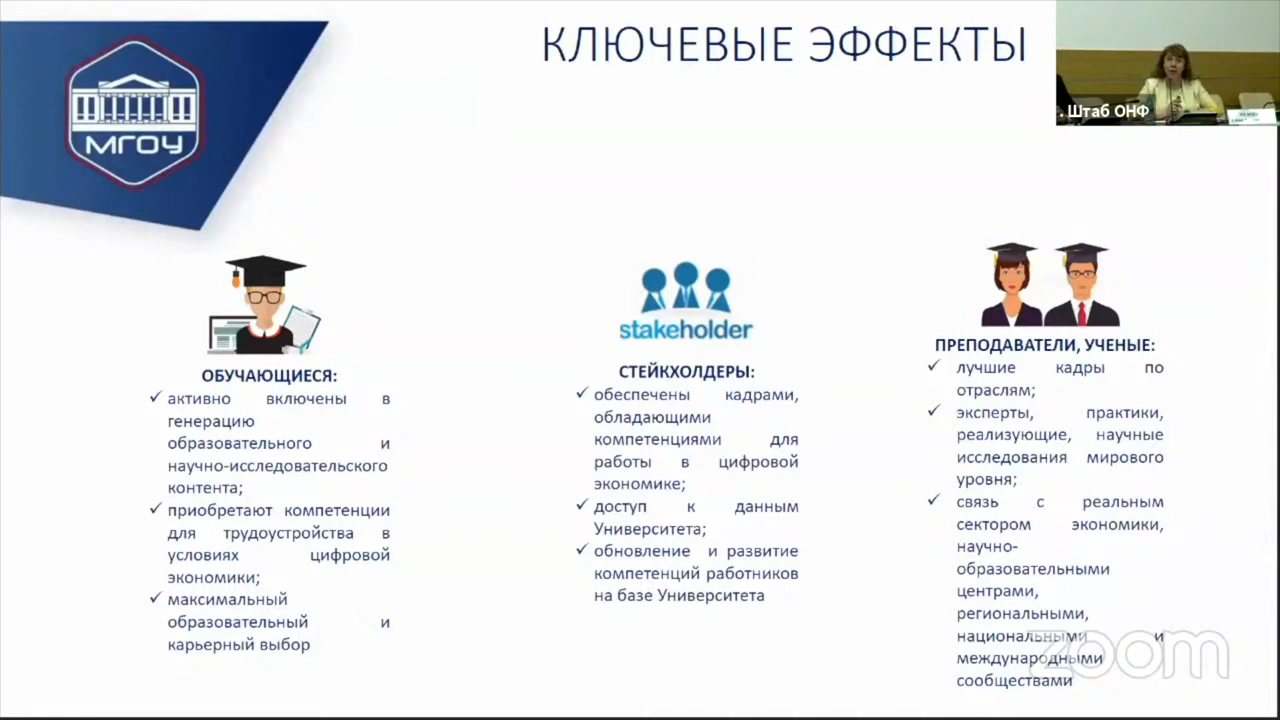 КЛЮЧЕВЫЕ ЭФФЕКТЫ
МГОУ
. Штаб ОНФ
ОБУЧАЮЩИЕСЯ:
активно включены в
генерацию
образовательного и
научно-исследовательского
контента;
приобретают компетенции
для трудоустройства в
условиях цифровой
экономики;
максимальный
образовательный и
карьерный выбор
stakeholder
СТЕЙКХОЛДЕРЫ:
обеспечены кадрами,
обладающими
компетенциями для
работы в цифровой
экономике;
доступ к данным
Университета;
обновление и развитие
компетенций работников
на базе Университета
ПРЕПОДАВАТЕЛИ, УЧЕНЫЕ:
лучшие кадры по
отраслям;
эксперты, практики,
реализующие, научные
исследования мирового
уровня;
связь с реальным
сектором экономики,
научно-
образовательными
центрами,
региональными,
национальными и
международными
сообществами
zoom